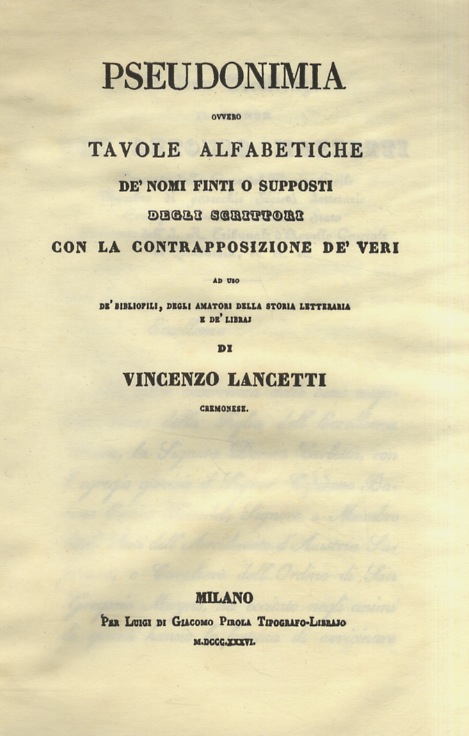 PSEUDONIMIA
OVVERO
TAVOLE ALFABETICHE
DE' NOMI FINTI O SUPPOSTI
DEGLI SCRITTORI
CON LA CONTRAPPOSIZIONE DE' VERI
AD USO
DE' BIBLIOFILI, DEGLI AMATORI DELLA STORIA LETTERARIA
E DE' LIBRAJ
DI
VINCENZO LANCETTI
CREMONESE.
MILANO
PER LUIGI DI GIACOMO PIROLA TIPOGRAFO-LIBRAJO
M.DCCC.XXXVI.